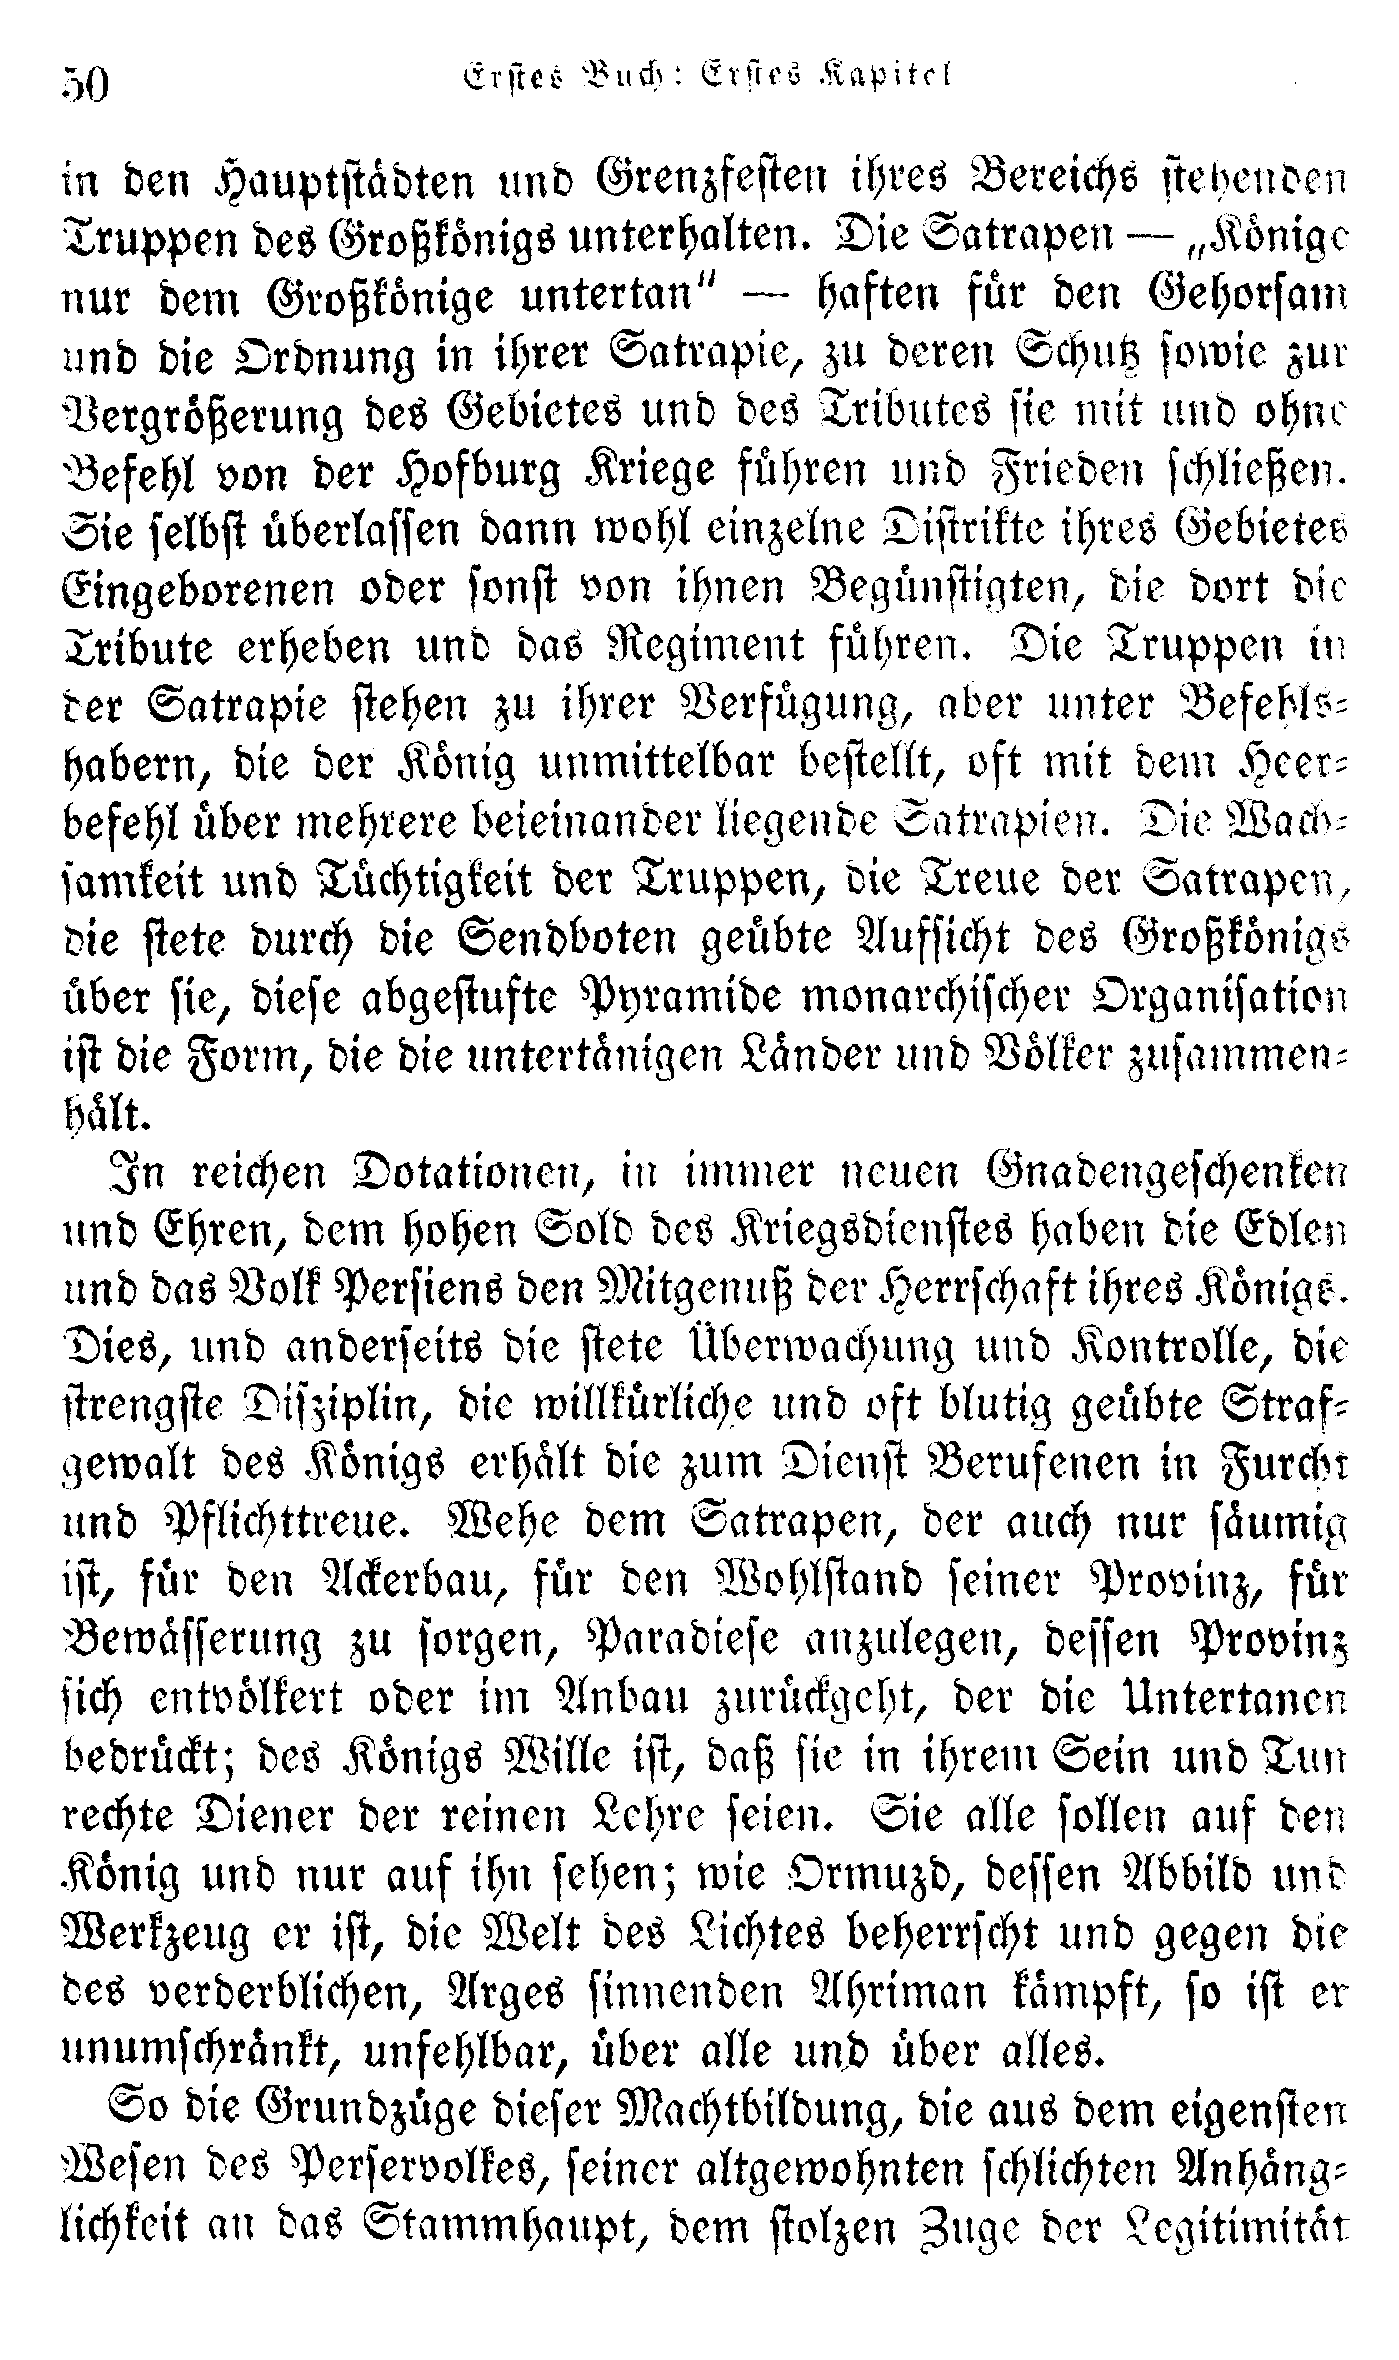 50
Erstes Buch: Erstes Kapitel
in den Hauptstädten und Grenzfesten ihres Bereichs stehenden
Truppen des Großkönigs unterhalten. Die Satrapen — „Könige
nur dem Großkönige untertan“ — haften für den Gehorsam
und die Ordnung in ihrer Satrapie, zu deren Schutz sowie zur
Vergrößerung des Gebietes und des Tributes sie mit und ohne
Befehl von der Hofburg Kriege führen und Frieden schließen.
Sie selbst überlassen dann wohl einzelne Distrikte ihres Gebietes
Eingeborenen oder sonst von ihnen Begünstigten, die dort die
Tribute erheben und das Regiment führen. Die Truppen in
der Satrapie stehen zu ihrer Verfügung, aber unter Befehls-
habern, die der König unmittelbar bestellt, oft mit dem Heer-
befehl über mehrere beieinander liegende Satrapien. Die Wach-
samkeit und Tüchtigkeit der Truppen, die Treue der Satrapen,
die stete durch die Sendboten geübte Aufsicht des Großkönigs
über sie, diese abgestufte Pyramide monarchischer Organisation
ist die Form, die die untertänigen Länder und Völker zusammen-
hält.
In reichen Dotationen, in immer neuen Gnadengeschenken
und Ehren, dem hohen Sold des Kriegsdienstes haben die Edlen
und das Volk Persiens den Mitgenuß der Herrschaft ihres Königs.
Dies, und anderseits die stete Überwachung und Kontrolle, die
strengste Disziplin, die willkürliche und oft blutig geübte Straf-
gewalt des Königs erhält die zum Dienst Berufenen in Furcht
und Pflichttreue. Wehe dem Satrapen, der auch nur säumig
ist, für den Ackerbau, für den Wohlstand seiner Provinz, für
Bewässerung zu sorgen, Paradiese anzulegen, dessen Provinz
sich entvölkert oder im Anbau zurückgeht, der die Untertanen
bedrückt; des Königs Wille ist, daß sie in ihrem Sein und Tun
rechte Diener der reinen Lehre seien. Sie alle sollen auf den
König und nur auf ihn sehen; wie Ormuzd, dessen Abbild und
Werkzeug er ist, die Welt des Lichtes beherrscht und gegen die
des verderblichen, Arges sinnenden Ahriman kämpft, so ist er
unumschränkt, unfehlbar, über alle und über alles.
So die Grundzüge dieser Machtbildung, die aus dem eigensten
Wesen des Perservolkes, seiner altgewohnten schlichten Anhäng-
lichkeit an das Stammhaupt, dem stolzen Zuge der Legitimität